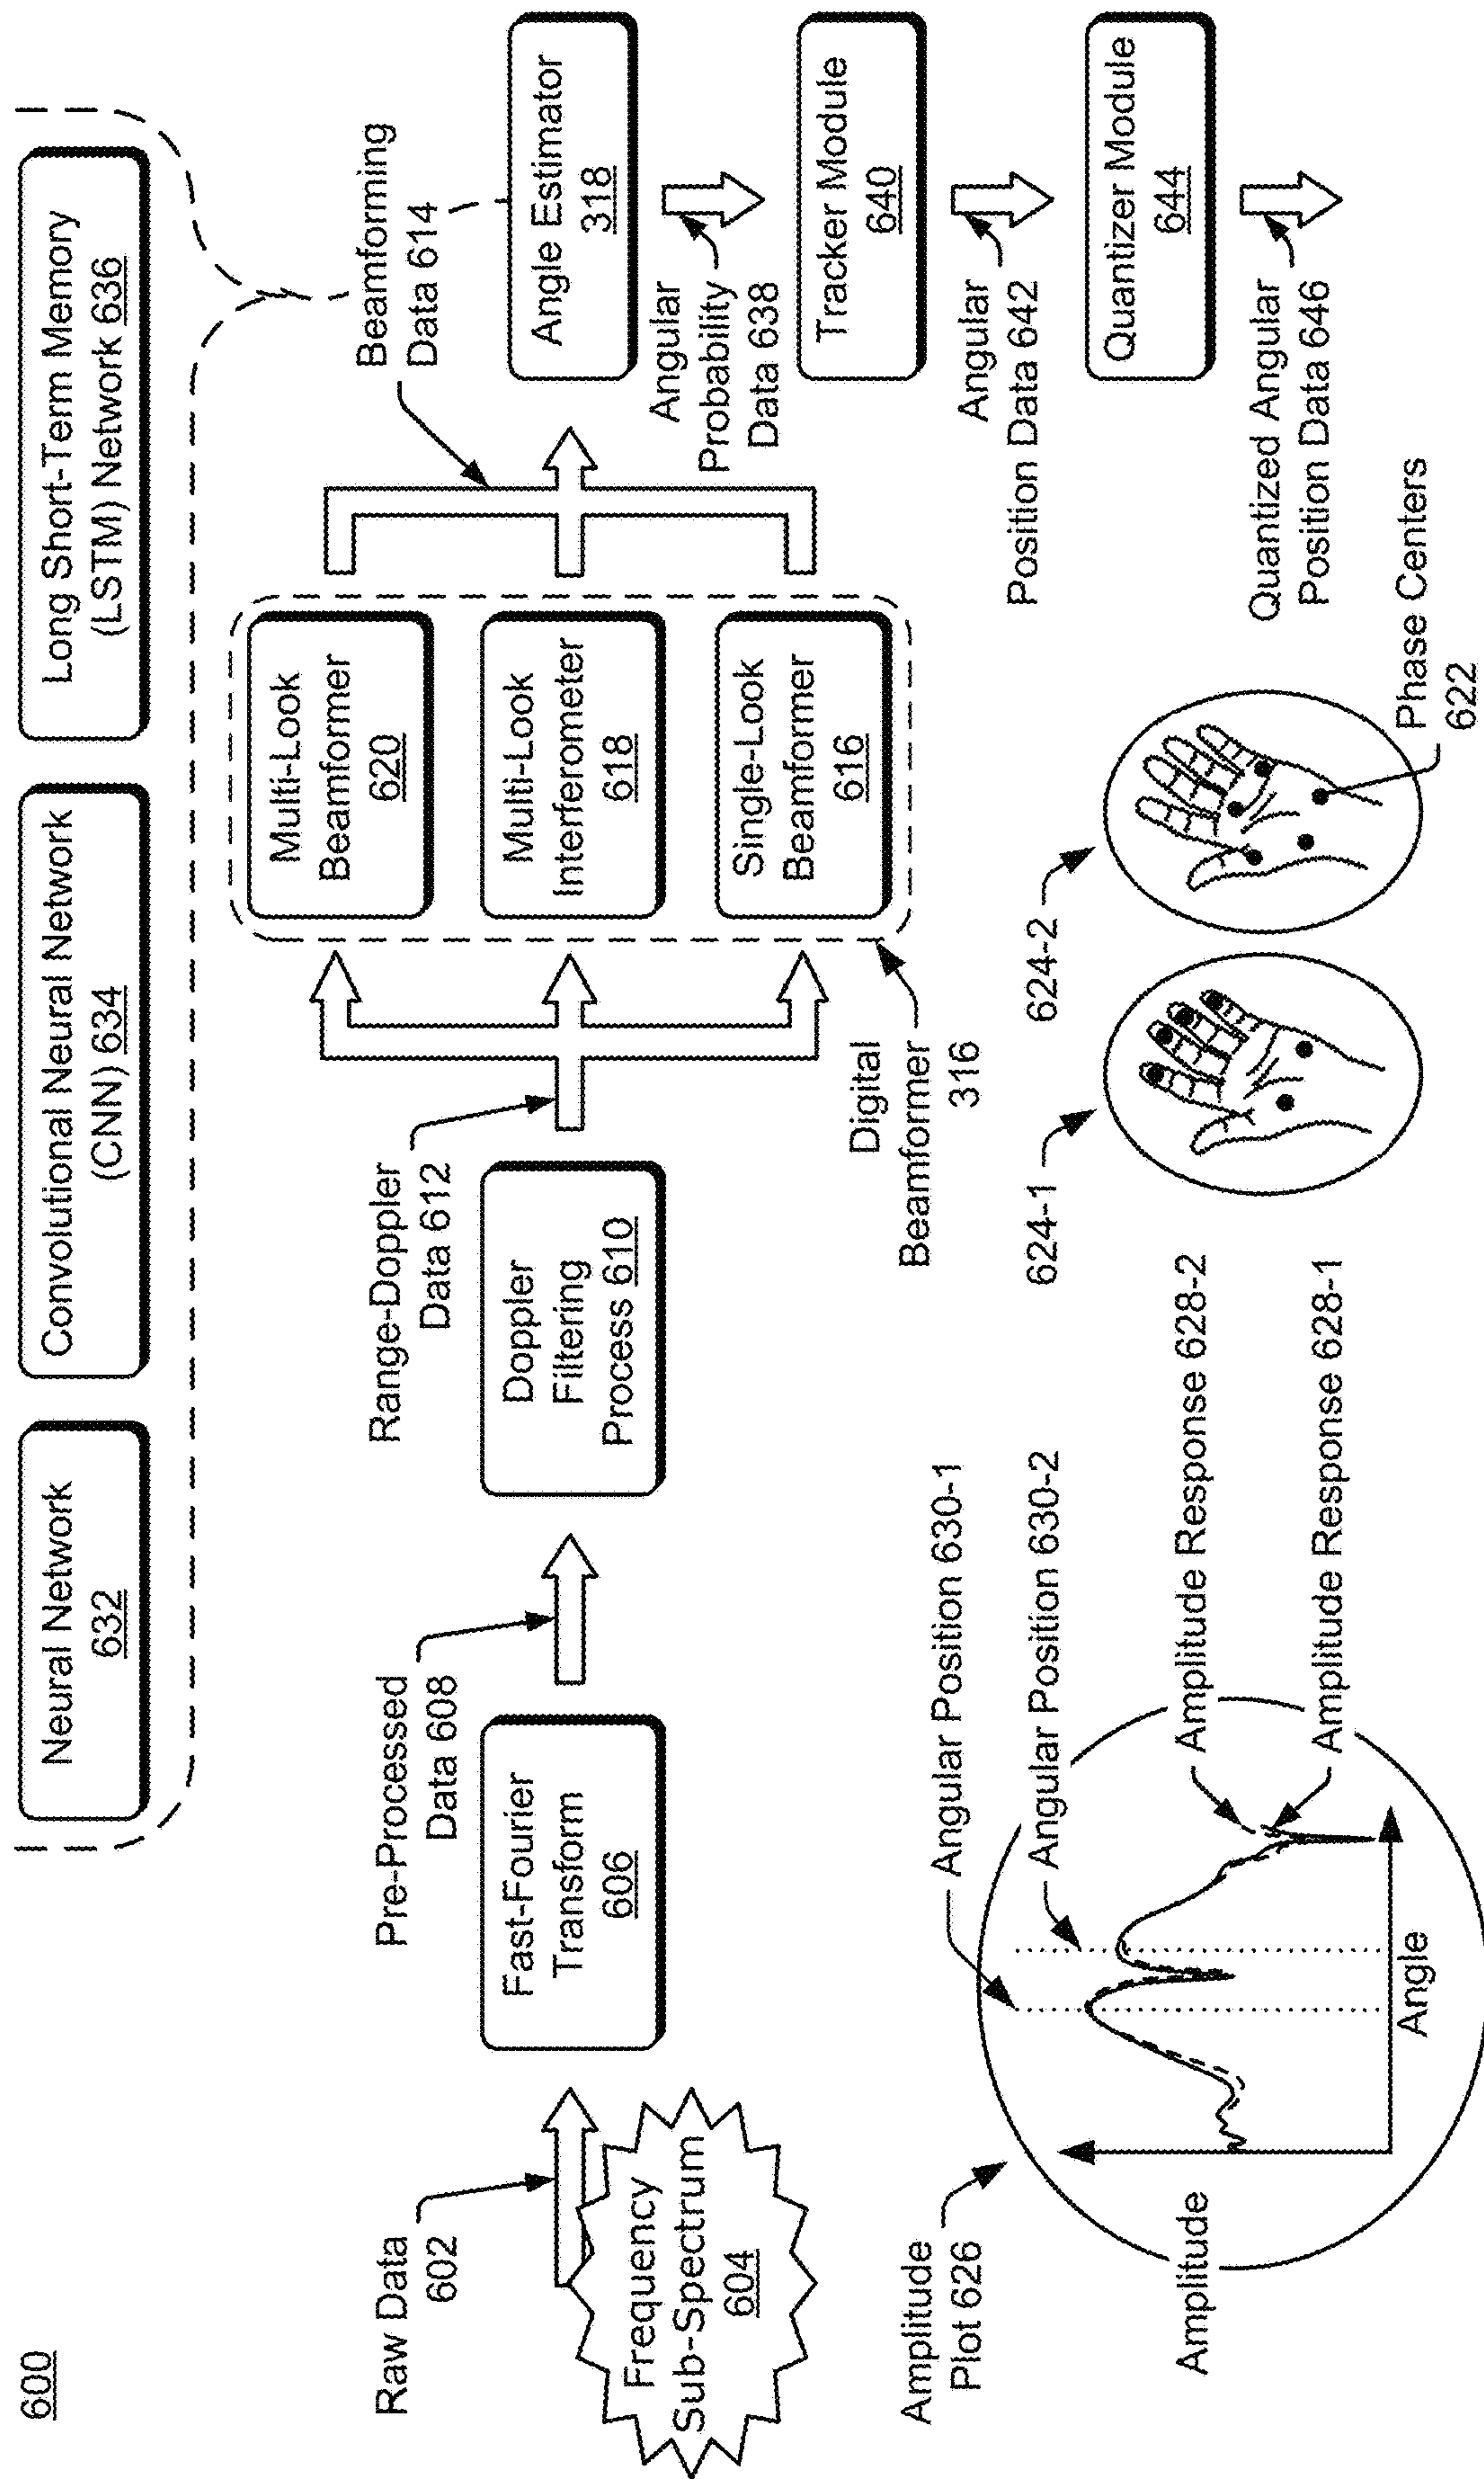 600
Neural Network
632
Convolutional Neural Network
(CNN) 634
Long Short-Term Memory
(LSTM) Network 636
Raw Data
602
Frequency
Sub-Spectrum
604
Fast-Fourier
Transform
606
Pre-Processed
Data 608
Doppler
Filtering
Process 610
Range-Doppler
Data 612
Multi-Look
Beamformer
620
Multi-Look
Interferometer
618
Single-Look
Beamformer
616
Digital
Beamformer
316
Beamforming
Data 614
Angle Estimator
318
Angular
Probability
Data 638
Tracker Module
640
Angular
Position Data 642
Quantizer Module
644
Quantized Angular
Position Data 646
Amplitude
Plot 626
Amplitude
Angle
Angular Position 630-1
Angular Position 630-2
Amplitude Response 628-2
Amplitude Response 628-1
624-1
624-2
Phase Centers
622